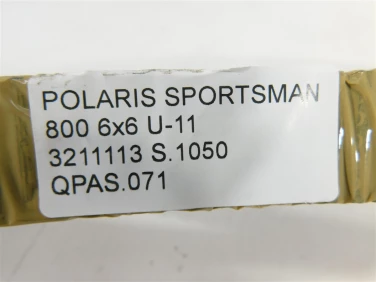 POLARIS SPORTSMAN
800 6x6 U-11
3211113 S.1050
QPAS.071